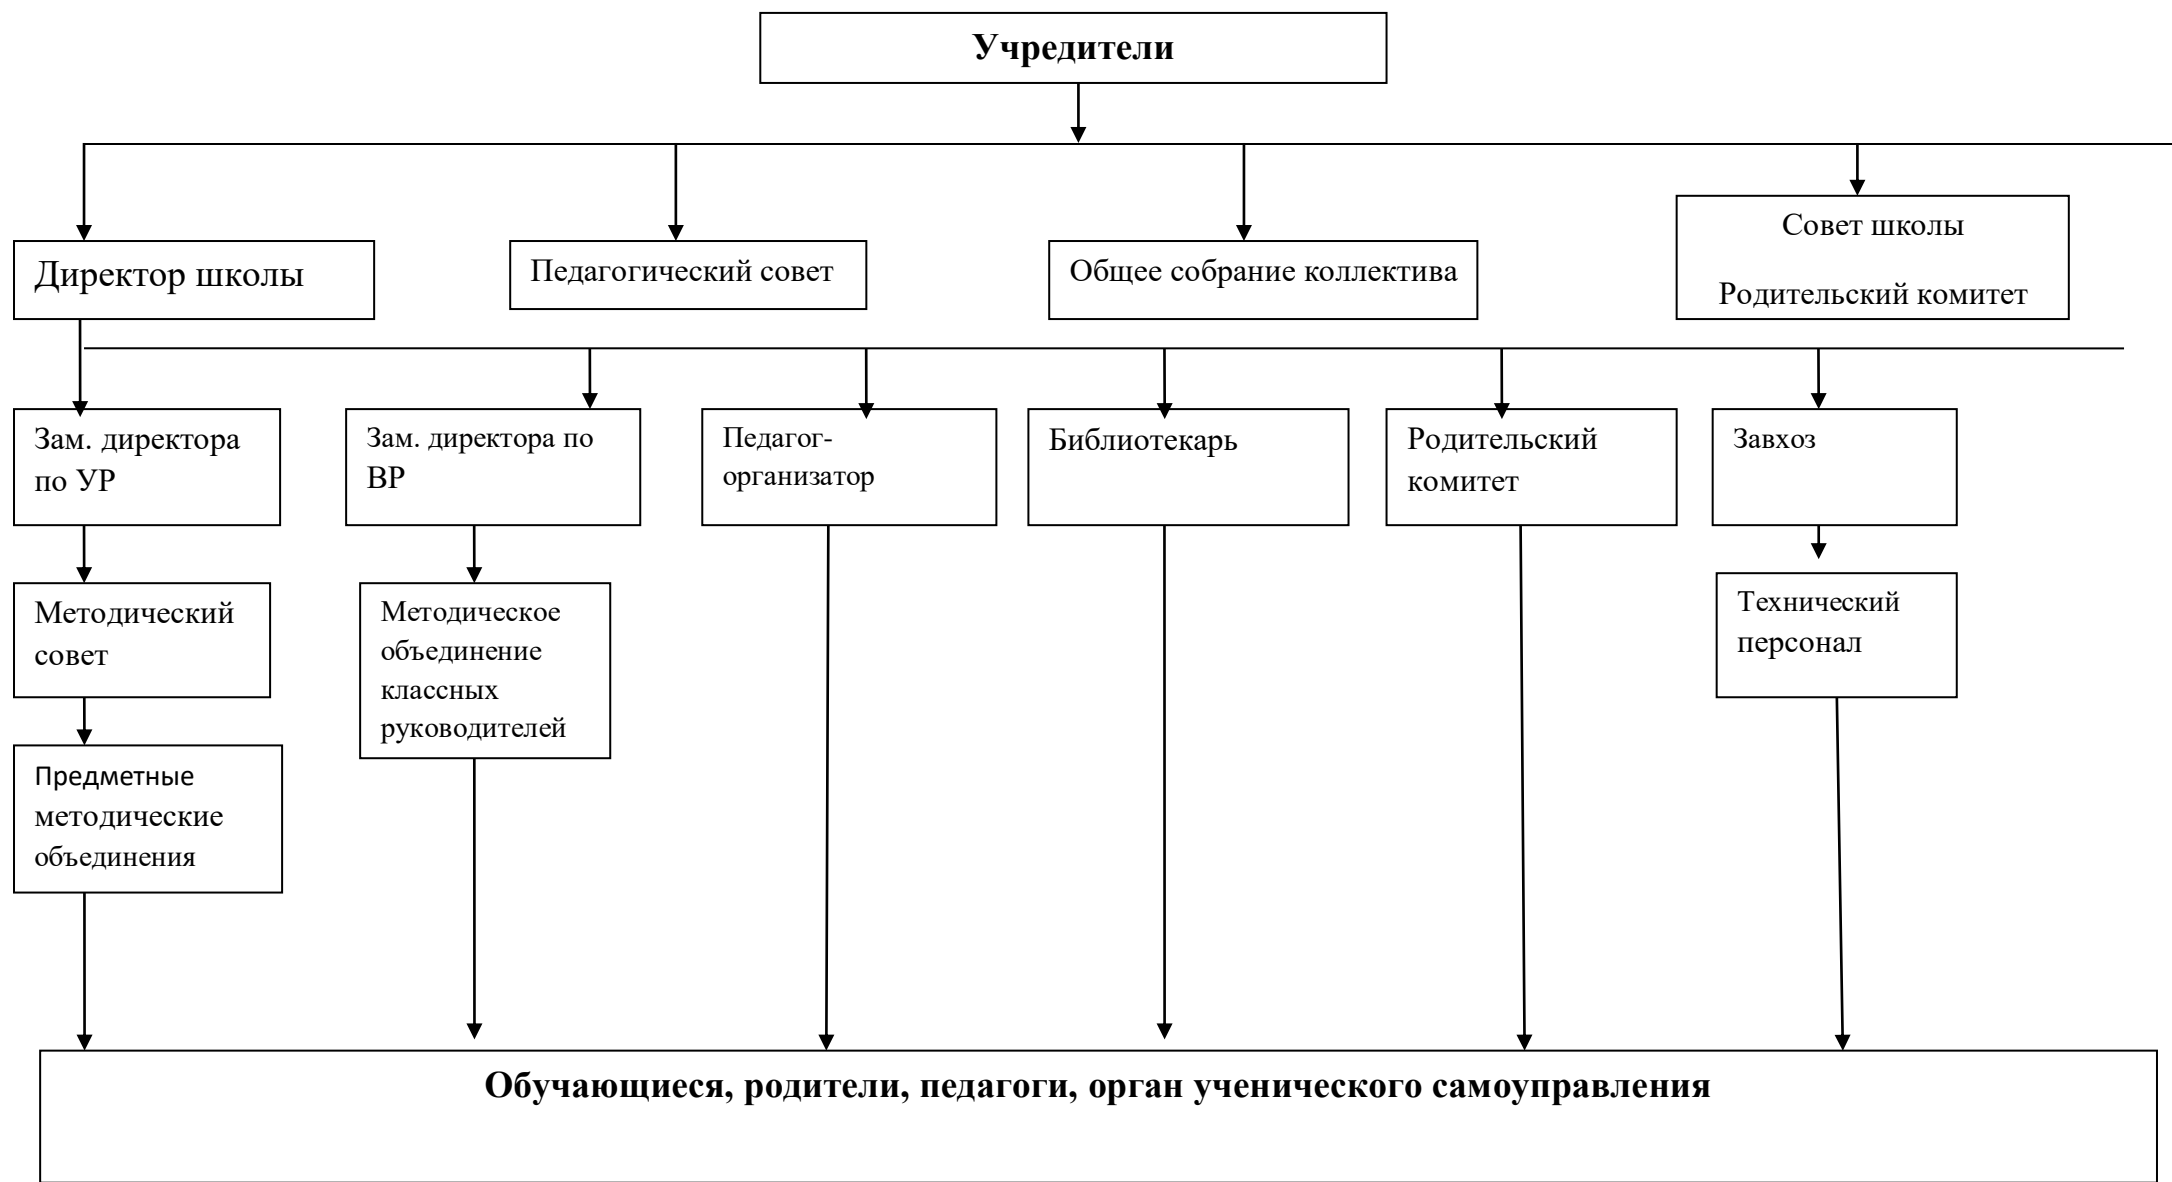 Учредители
Директор школы
Педагогический совет
Общее собрание коллектива
Совет школы
Родительский комитет
Зам. директора
по УР
Зам. директора по
ВР
Педагог-
организатор
Библиотекарь
Родительский
комитет
Завхоз
Методический
совет
Методическое
объединение
классных
руководителей
Технический
персонал
Предметные
методические
объединения
Обучающиеся, родители, педагоги, орган ученического самоуправления